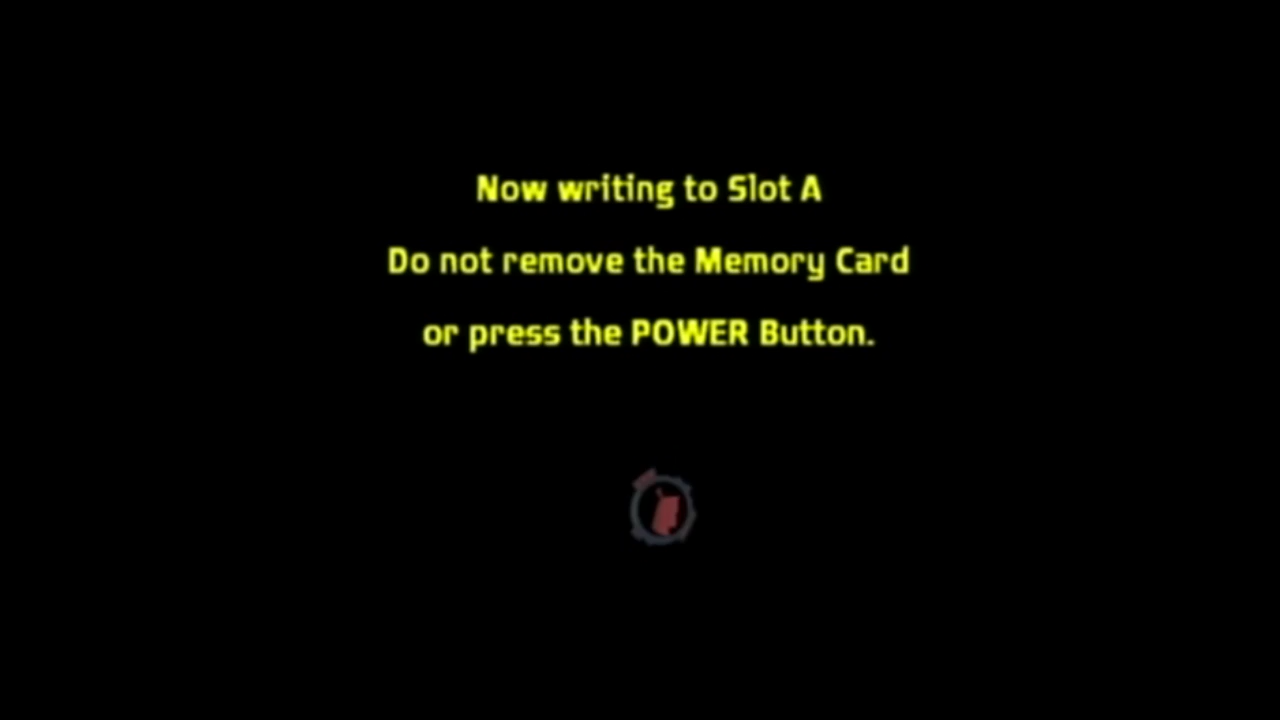 Now writing to Slot A
Do not remove the Memory Card
or press the POWER Button.